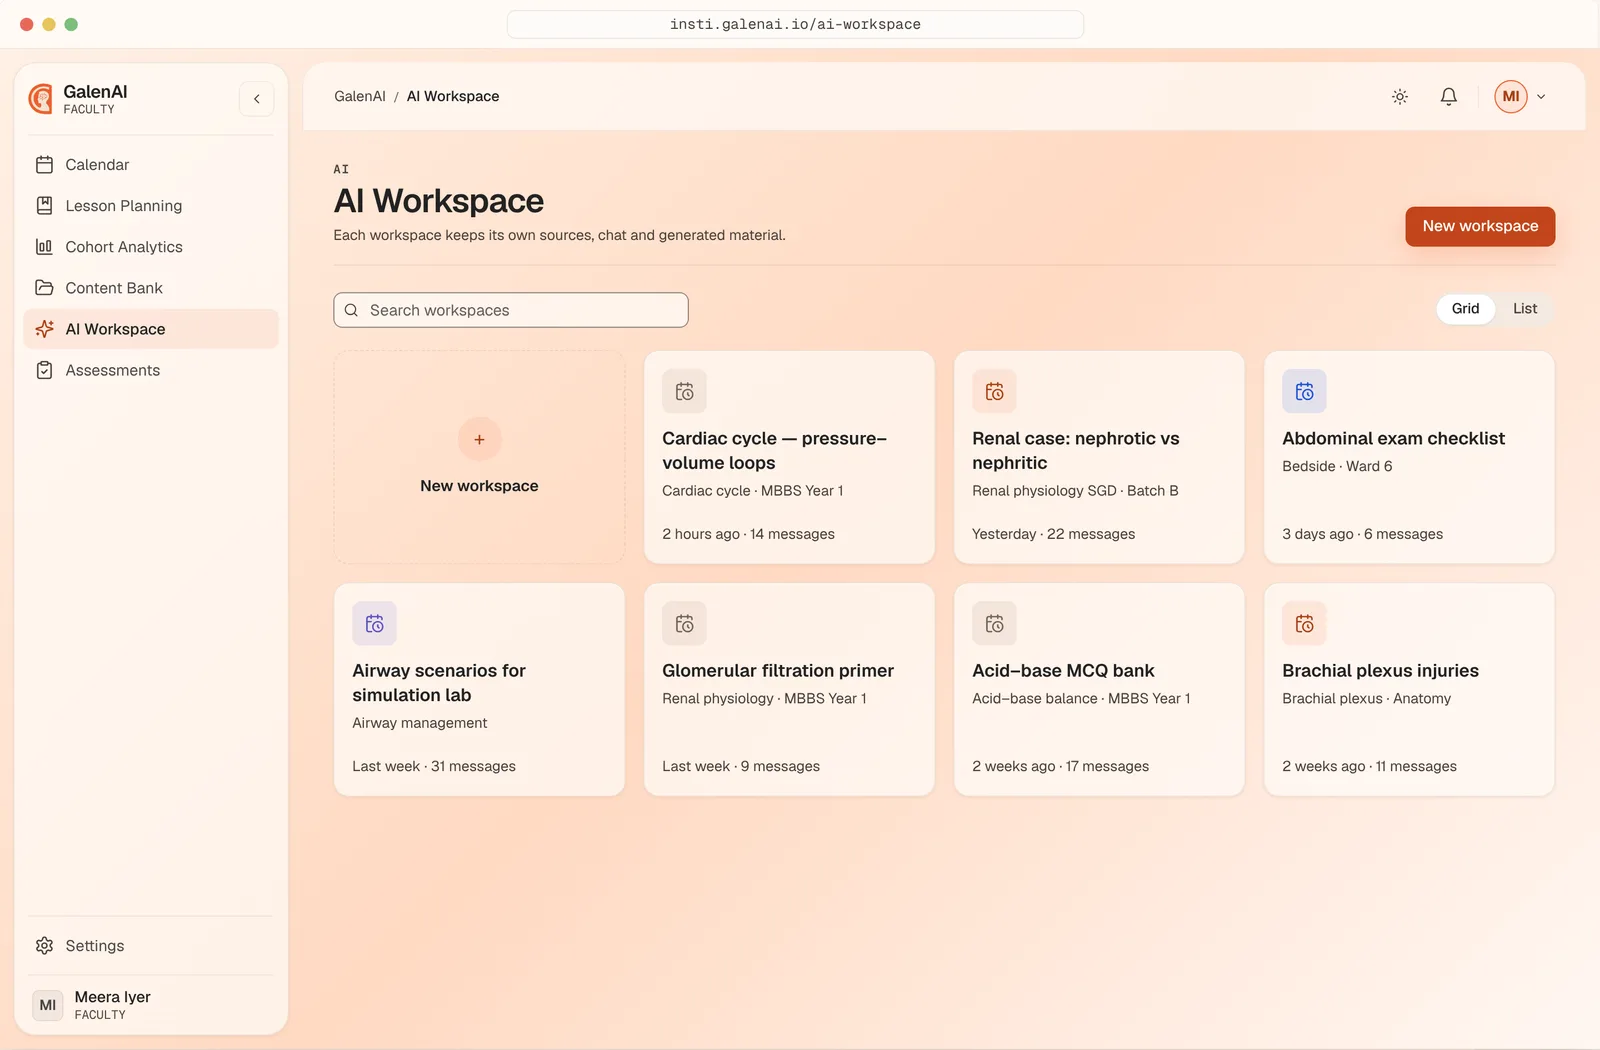 insti.galenai.io/ai-workspace
GalenAI
FACULTY
Calendar
Lesson Planning
Cohort Analytics
Content Bank
AI Workspace
Assessments
Settings
MI
Meera Iyer
FACULTY
GalenAI / AI Workspace
MI
AI
AI Workspace
Each workspace keeps its own sources, chat and generated material.
New workspace
Search workspaces
Grid
List
+
New workspace
Cardiac cycle — pressure–
volume loops
Cardiac cycle · MBBS Year 1
2 hours ago · 14 messages
Renal case: nephrotic vs
nephritic
Renal physiology SGD · Batch B
Yesterday · 22 messages
Abdominal exam checklist
Bedside · Ward 6
3 days ago · 6 messages
Airway scenarios for
simulation lab
Airway management
Last week · 31 messages
Glomerular filtration primer
Renal physiology · MBBS Year 1
Last week · 9 messages
Acid–base MCQ bank
Acid–base balance · MBBS Year 1
2 weeks ago · 17 messages
Brachial plexus injuries
Brachial plexus · Anatomy
2 weeks ago · 11 messages